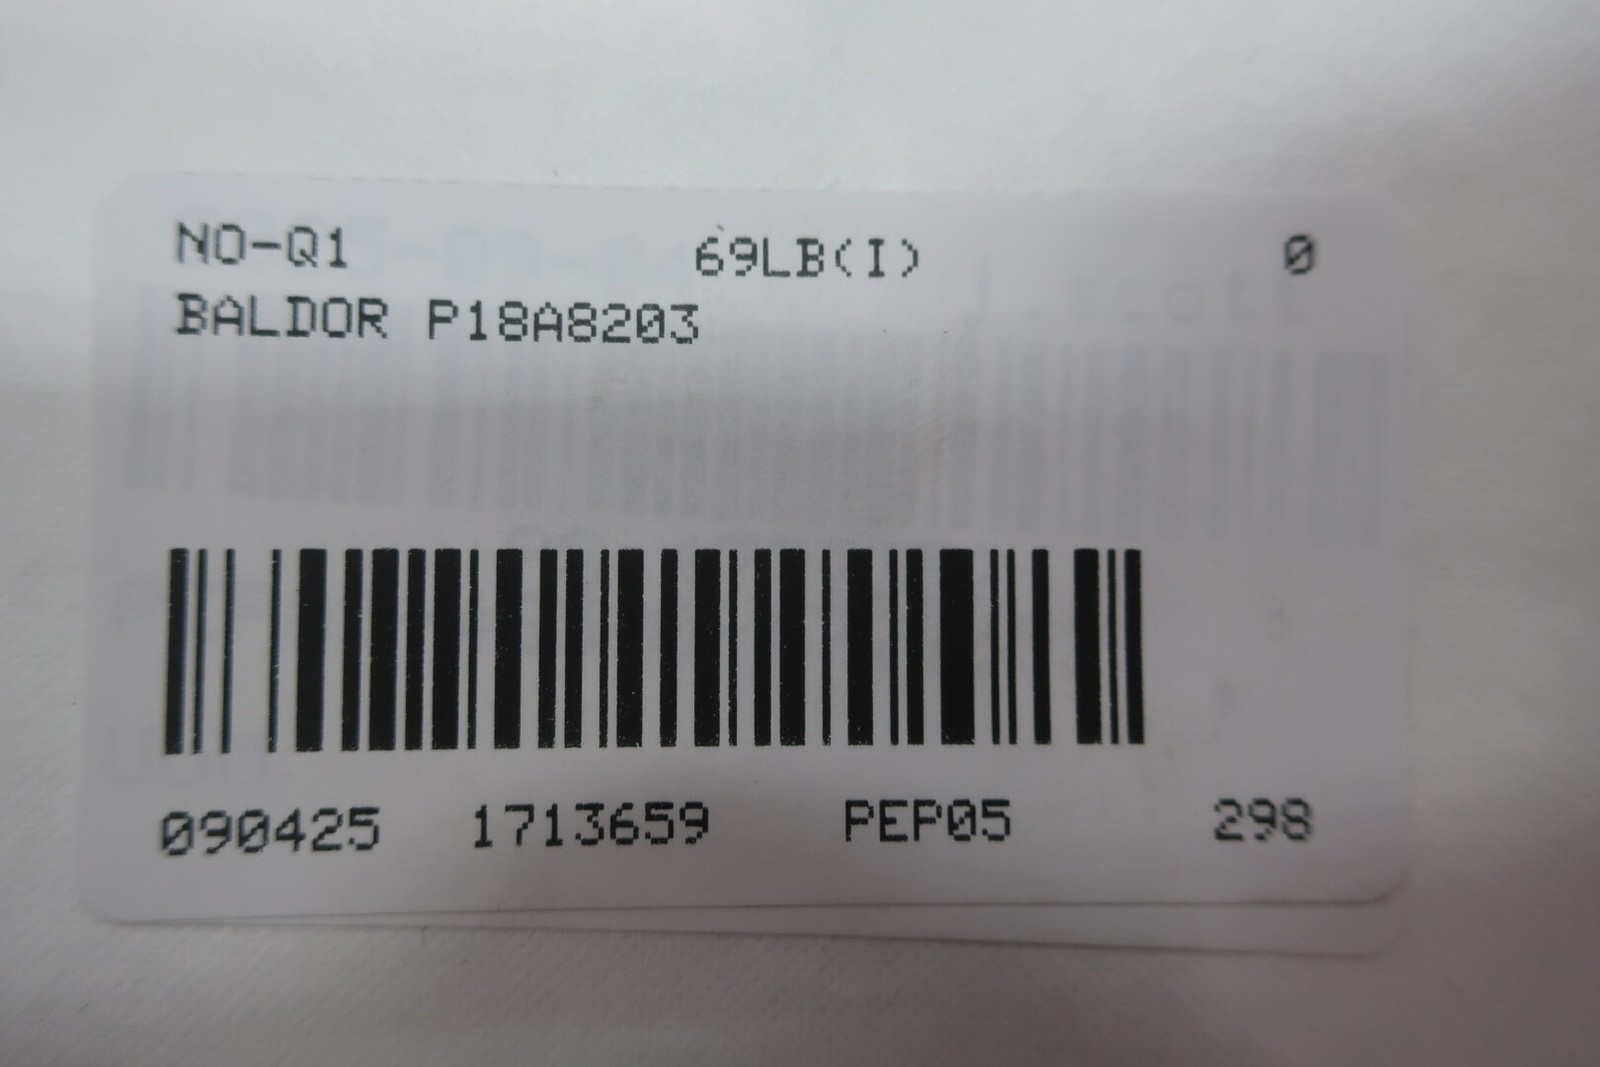 NO-Q1 69LB(I) 0
BALDOR P18A8203
090425 1713659 PEP05 298